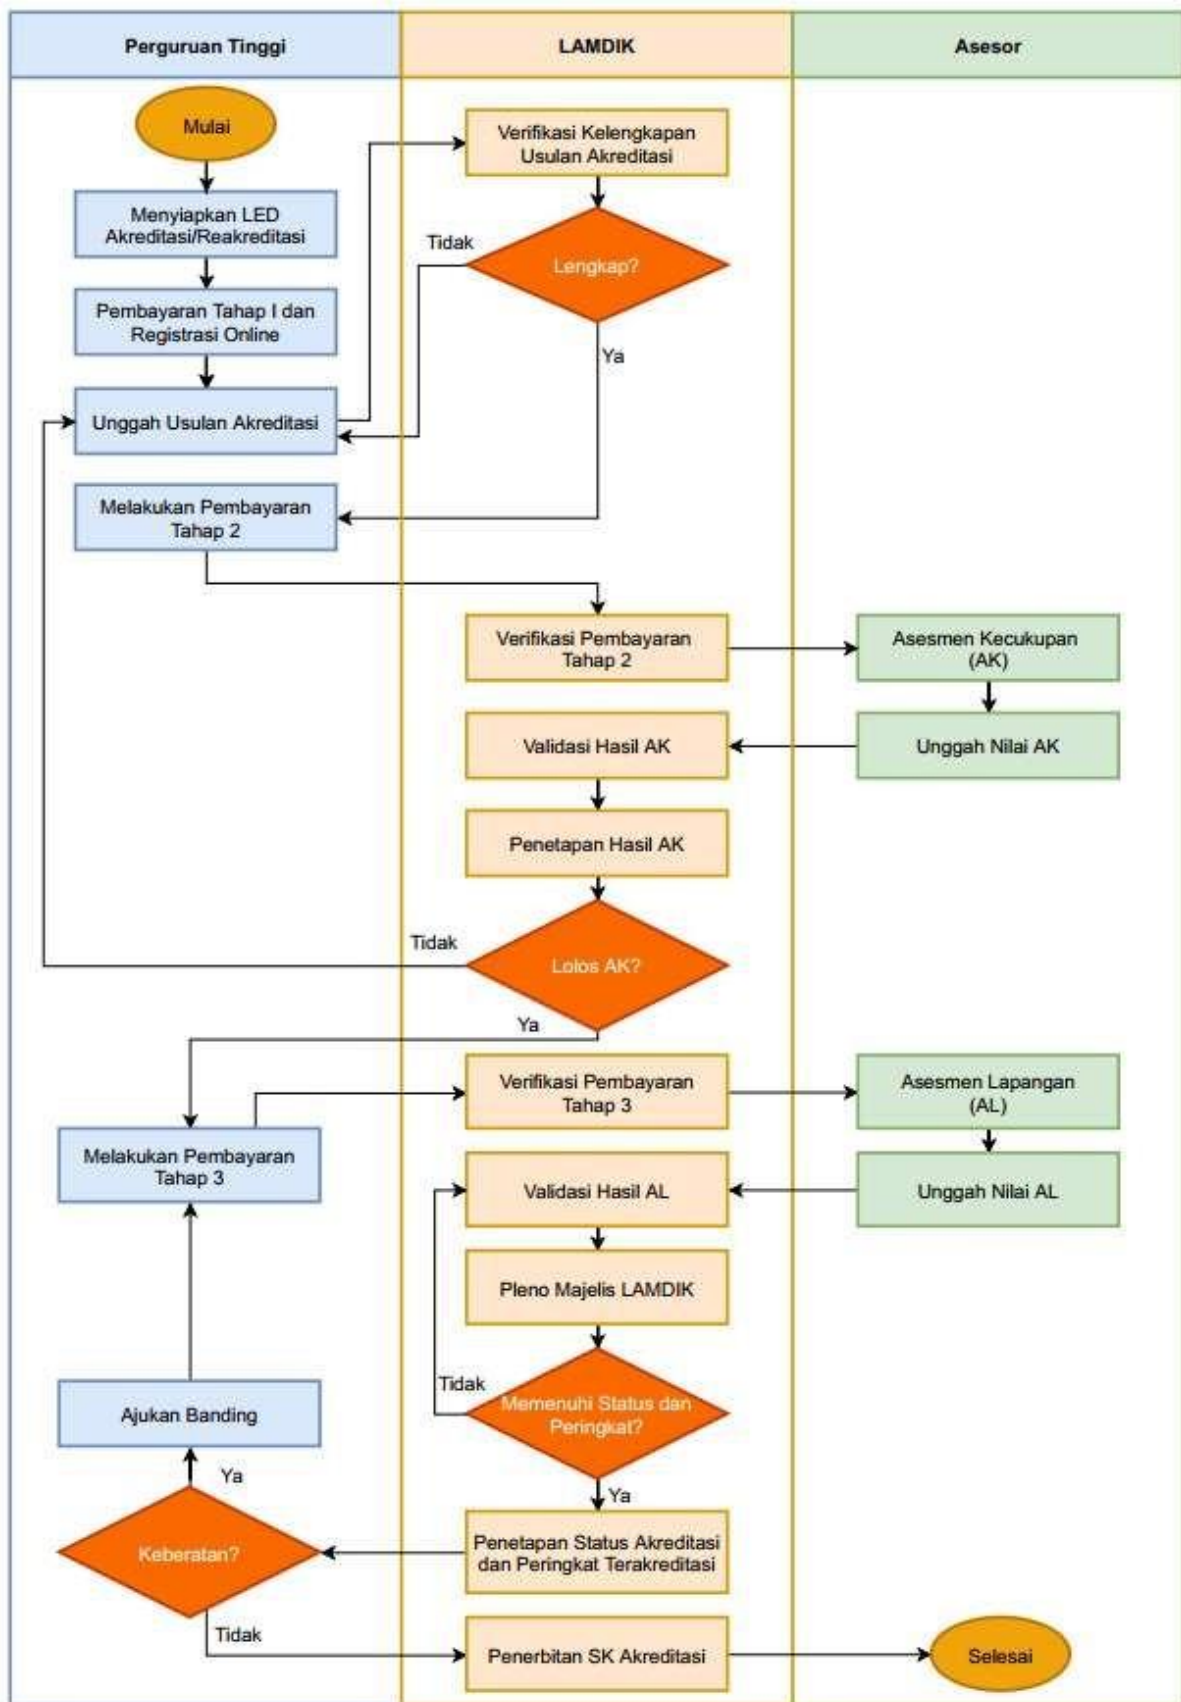 Perguruan Tinggi
LAMDIK
Asesor
Mulai
Verifikasi Kelengkapan
Usulan Akreditasi
Menyiapkan LED
Akreditasi/Reakreditasi
Tidak
Lengkap?
Pembayaran Tahap I dan
Registrasi Online
Ya
Unggah Usulan Akreditasi
Melakukan Pembayaran
Tahap 2
Verifikasi Pembayaran
Tahap 2
Asesmen Kecukupan
(AK)
Validasi Hasil AK
Unggah Nilai AK
Penetapan Hasil AK
Tidak
Lolos AK?
Ya
Verifikasi Pembayaran
Tahap 3
Asesmen Lapangan
(AL)
Melakukan Pembayaran
Tahap 3
Validasi Hasil AL
Unggah Nilai AL
Pleno Majelis LAMDIK
Tidak
Memenuhi Status dan
Peringkat?
Ajukan Banding
Ya
Ya
Keberatan?
Penetapan Status Akreditasi
dan Peringkat Terakreditasi
Tidak
Penerbitan SK Akreditasi
Selesai